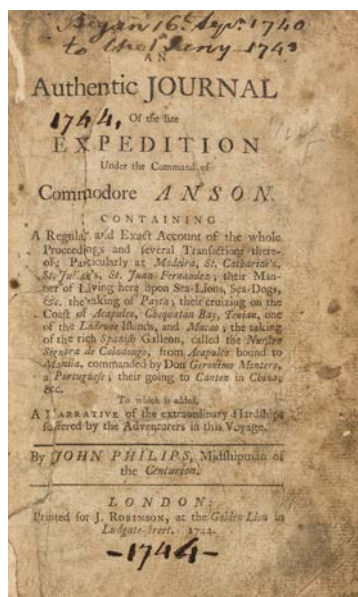 Began 16th Sepr. 1740
to the 1 1743
AN
Authentic JOURNAL
1744, Of the late
EXPEDITION
Under the Command of
Commodore ANSON.
CONTAINING
A Regular and Exact Account of the whole
Proceedings and several Transactions there-
of; Particularly at Madeira, St. Catharine's,
St. Julian's, St. Juan Fernandez; their Man-
ner of Living here upon Sea-Lions, Sea-Dogs,
&c. the taking of Payta; their cruizing on the
Coast of Acapulco, Chequatan Bay, Tenian, one
of the Ladrone Islands, and Macao; the taking
of the rich Spanish Galleon, called the Nuestra
Signora de Cabodongo, from Acapulco bound to
Manila, commanded by Don Geronimo Montero,
a Portuguese; their going to Canton in China,
&c.
To which is added,
A NARRATIVE of the extraordinary Hardships
suffered by the Adventurers in this Voyage.
By JOHN PHILIPS, Midshipman of
the Centurion.
LONDON:
Printed for J. ROBINSON, at the Golden Lion in
Ludgate-street. 1744.
-1744-